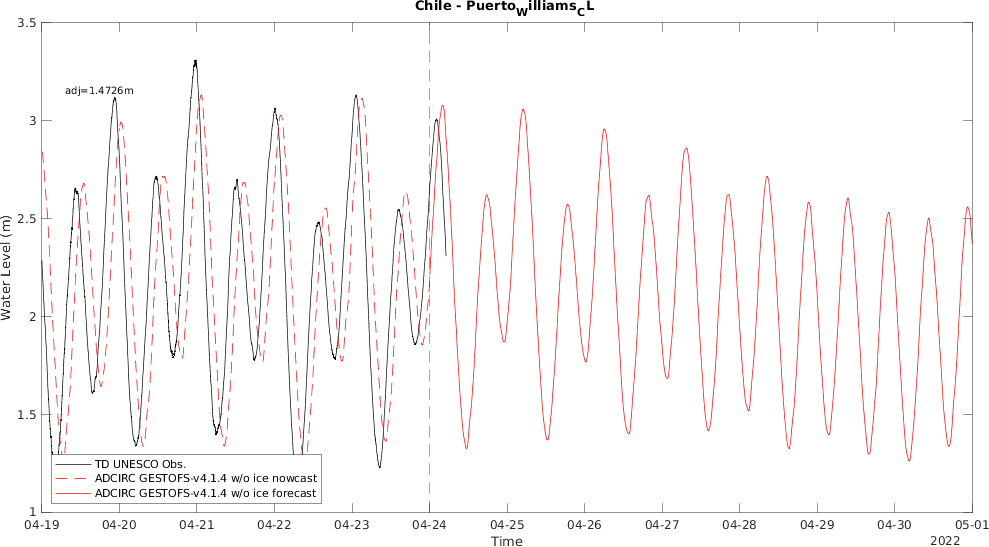 Chile - PuertoWilliamsCL
3.5
adj=1.4726m
3
2.5
Water Level (m)
2
1.5
TD UNESCO Obs.
ADCIRC GESTOFS-v4.1.4 w/o ice nowcast
ADCIRC GESTOFS-v4.1.4 w/o ice forecast
1
04-19 04-20 04-21 04-22 04-23 04-24 04-25 04-26 04-27 04-28 04-29 04-30 05-01
Time
2022